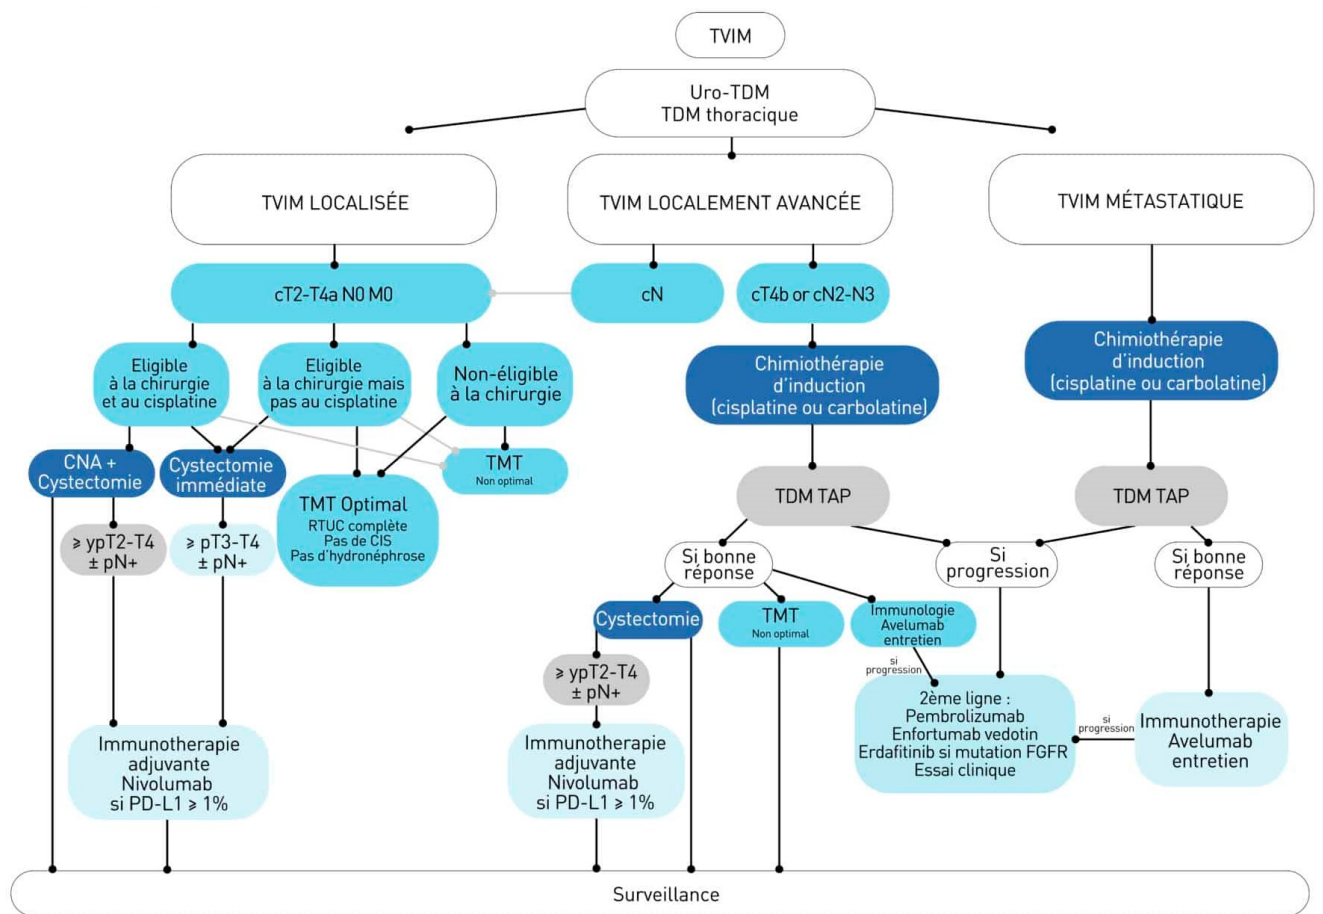 TVIM
Uro-TDM
TDM thoracique
TVIM LOCALISÉE
TVIM LOCALEMENT AVANCÉE
TVIM MÉTASTATIQUE
cT2-T4a N0 M0
cN
cT4b or cN2-N3
Eligible
à la chirurgie
et au cisplatine
Eligible
à la chirurgie mais
pas au cisplatine
Non-éligible
à la chirurgie
Chimiothérapie
d'induction
(cisplatine ou carbolatine)
Chimiothérapie
d'induction
(cisplatine ou carbolatine)
CNA +
Cystectomie
Cystectomie
immédiate
TMT
Non optimal
TMT Optimal
RTUC complète
Pas de CIS
Pas d'hydronéphrose
TDM TAP
TDM TAP
≥ ypT2-T4
± pN+
≥ pT3-T4
± pN+
Si bonne
réponse
Si
progression
Si bonne
réponse
Cystectomie
TMT
Non optimal
Immunologie
Avelumab
entretien
si
progression
≥ ypT2-T4
± pN+
2ème ligne :
Pembrolizumab
Enfortumab vedotin
Erdafitinib si mutation FGFR
Essai clinique
si
progression
Immunotherapie
Avelumab
entretien
Immunotherapie
adjuvante
Nivolumab
si PD-L1 ≥ 1%
Immunotherapie
adjuvante
Nivolumab
si PD-L1 ≥ 1%
Surveillance